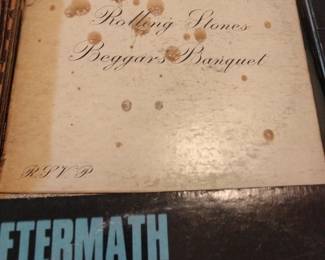 Rolling Stones
Beggars Banquet
R.S.V.P.
FTERMATH